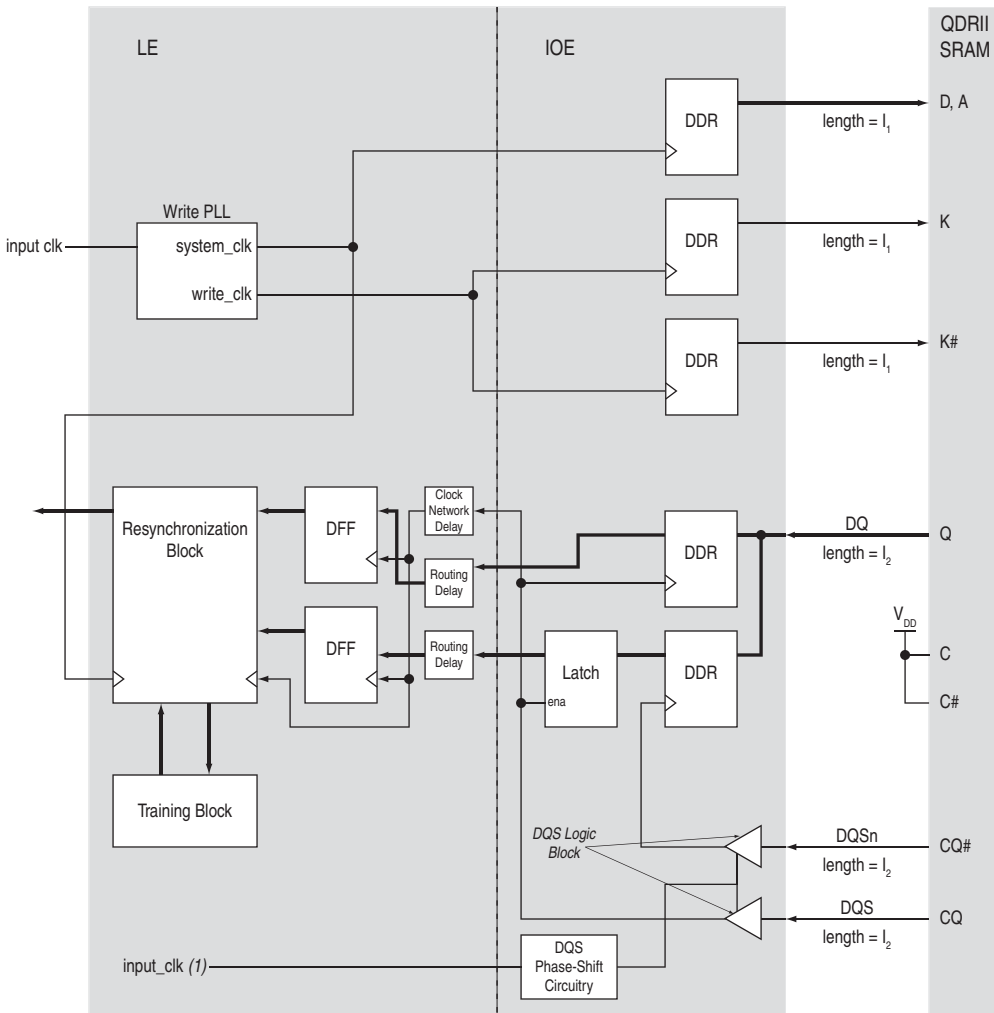 LE
IOE
QDRII
SRAM
DDR
D, A
length = l1
Write PLL
input clk
system_clk
write_clk
DDR
K
length = l1
DDR
K#
length = l1
Resynchronization
Block
DFF
Clock
Network
Delay
Routing
Delay
DDR
DQ
length = l2
Q
DFF
Routing
Delay
Latch
ena
DDR
VDD
C
C#
Training Block
DQS Logic
Block
DQSn
length = l2
CQ#
DQS
length = l2
CQ
input_clk (1)
DQS
Phase-Shift
Circuitry